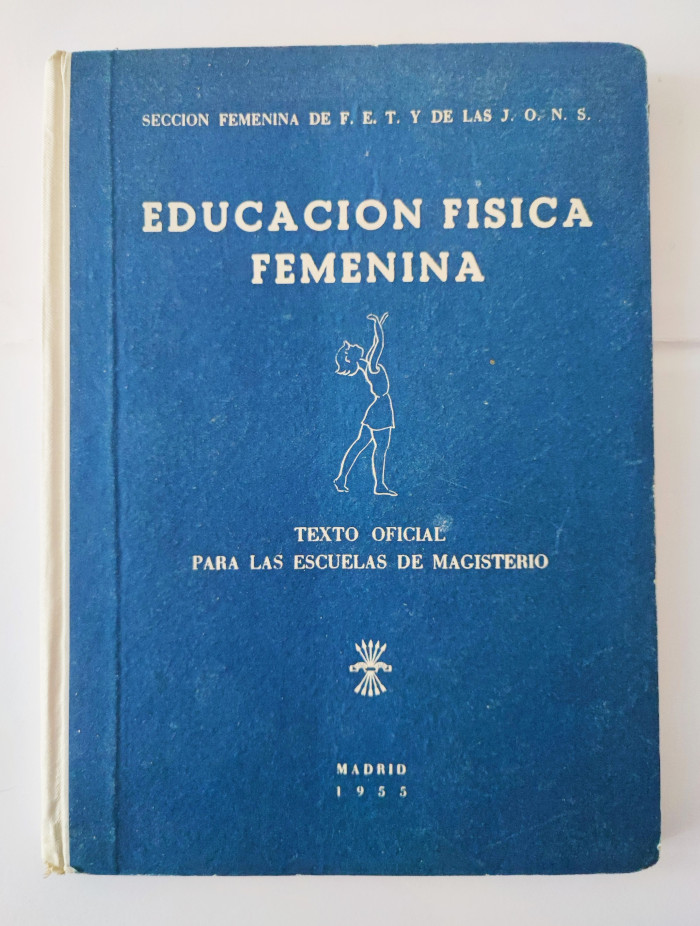 SECCION FEMENINA DE F. E. T. Y DE LAS J. O. N. S.
EDUCACION FISICA
FEMENINA
TEXTO OFICIAL
PARA LAS ESCUELAS DE MAGISTERIO
MADRID
1955